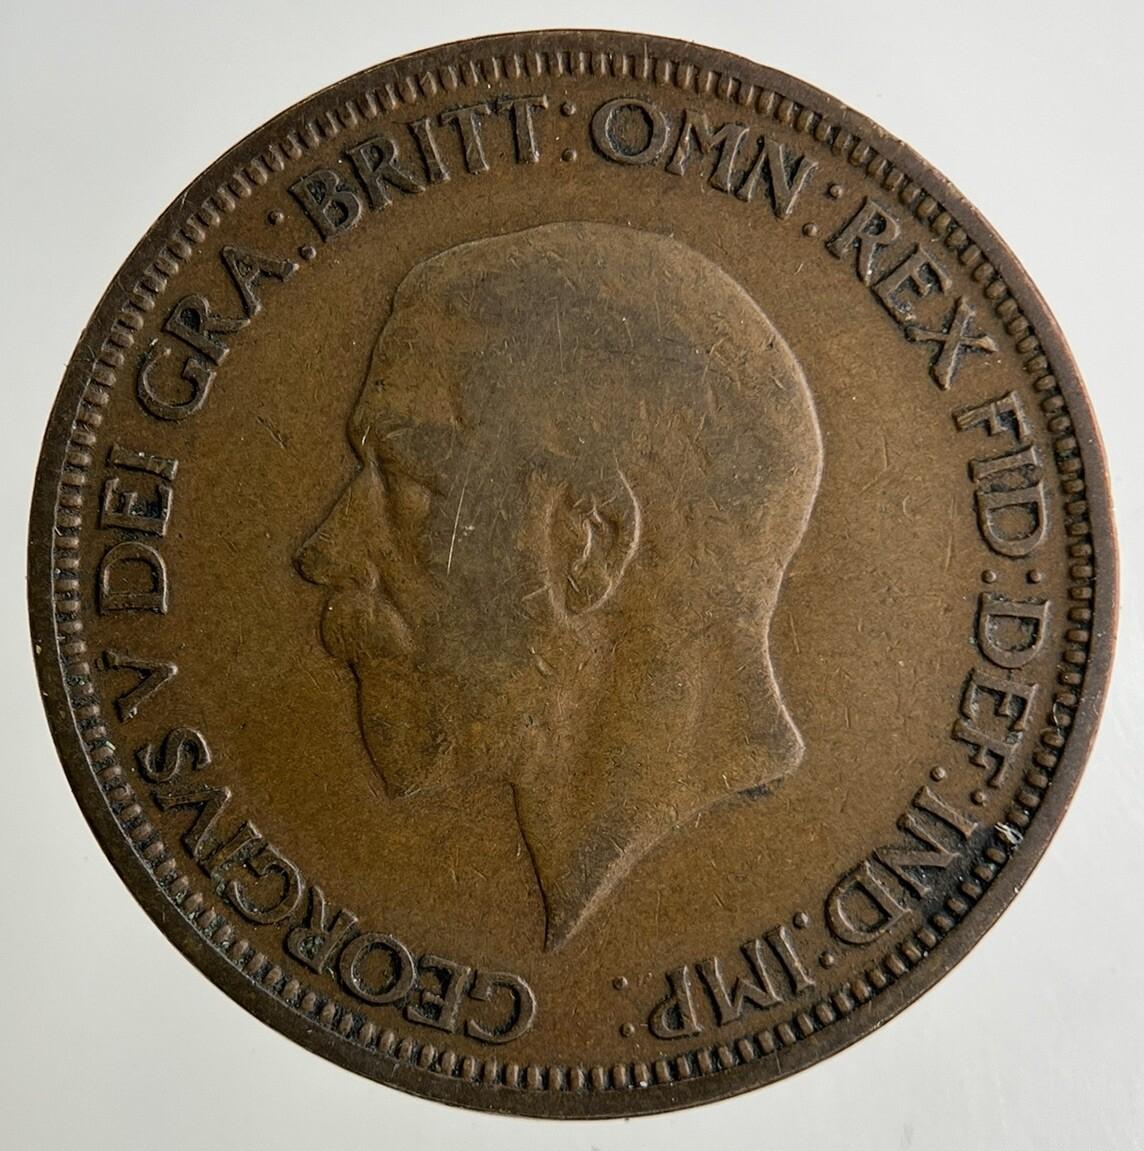 GEORGIVS V DEI GRA:BRITT:OMN:REX FID:DEF:IND:IMP: